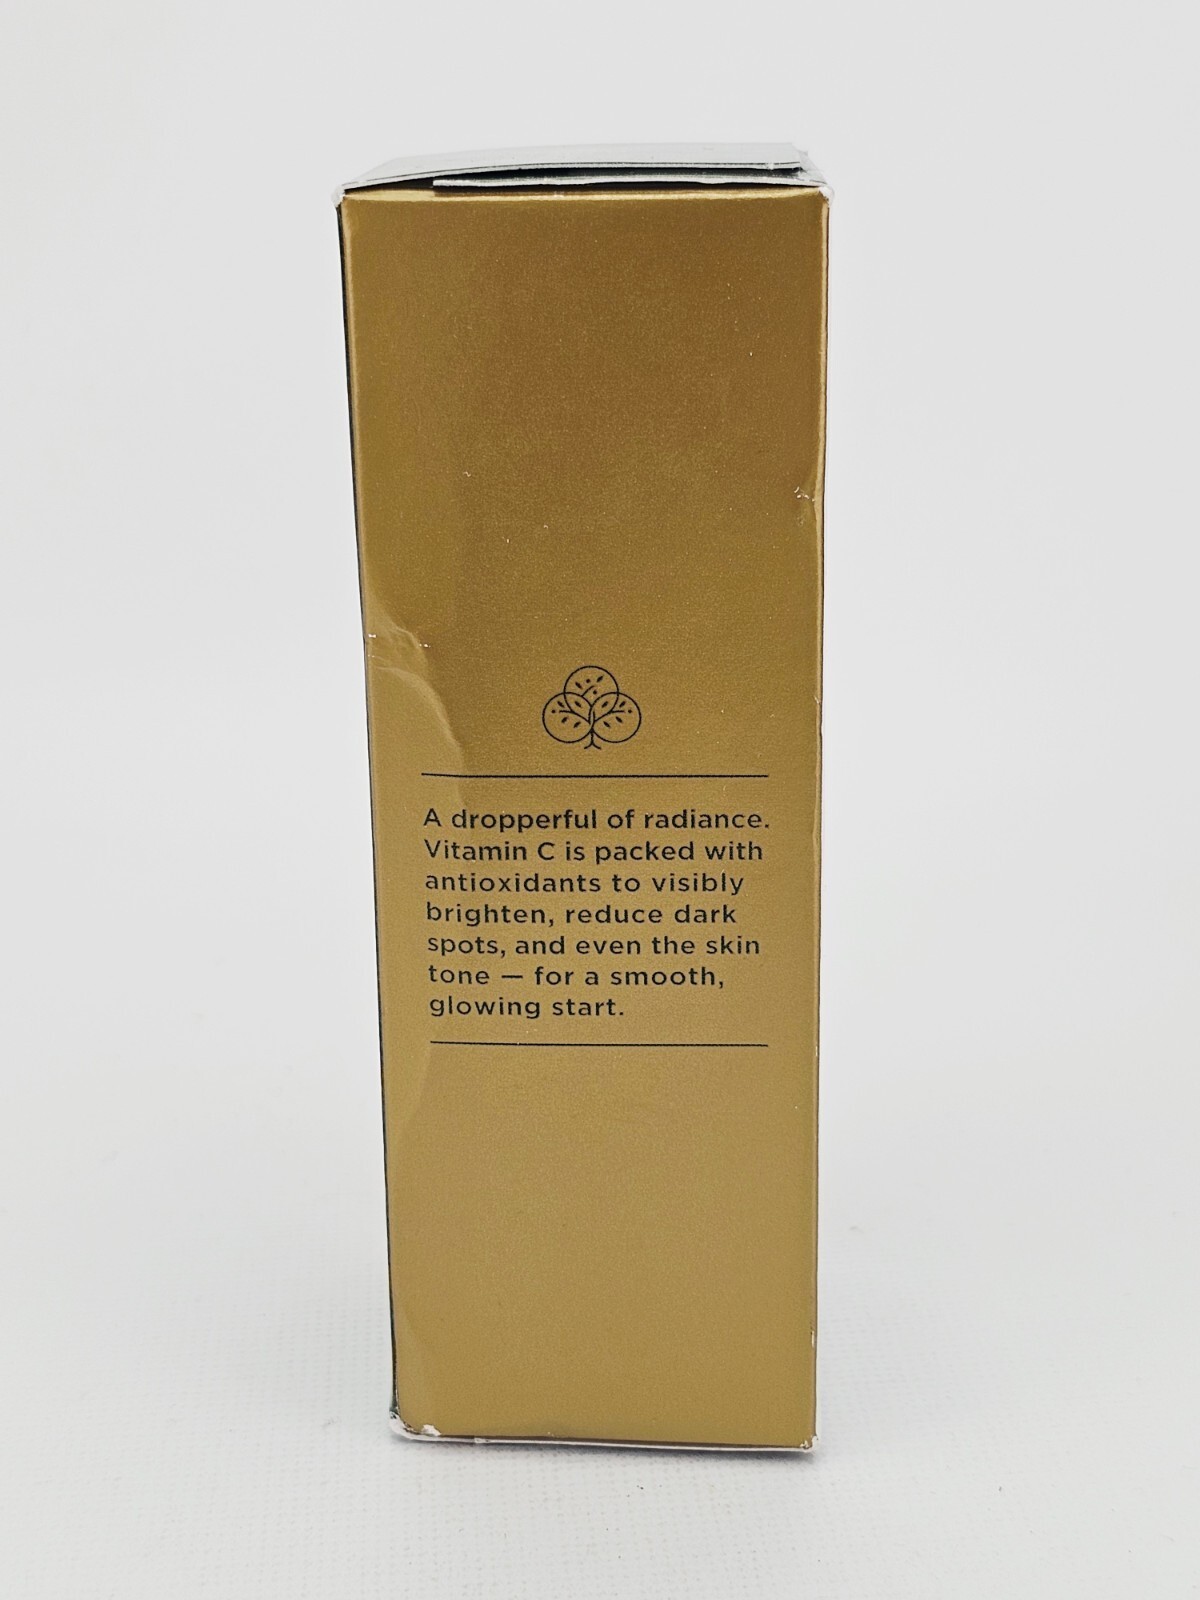 A dropperful of radiance.
Vitamin C is packed with
antioxidants to visibly
brighten, reduce dark
spots, and even the skin
tone — for a smooth,
glowing start.